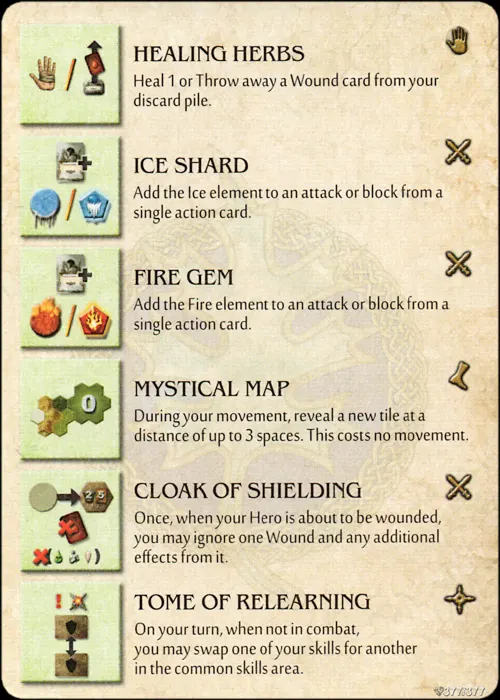 HEALING HERBS
Heal 1 or Throw away a Wound card from your
discard pile.
ICE SHARD
Add the Ice element to an attack or block from a
single action card.
FIRE GEM
Add the Fire element to an attack or block from a
single action card.
0
MYSTICAL MAP
During your movement, reveal a new tile at a
distance of up to 3 spaces. This costs no movement.
2 5
CLOAK OF SHIELDING
Once, when your Hero is about to be wounded,
you may ignore one Wound and any additional
effects from it.
TOME OF RELEARNING
On your turn, when not in combat,
you may swap one of your skills for another
in the common skills area.
377/377